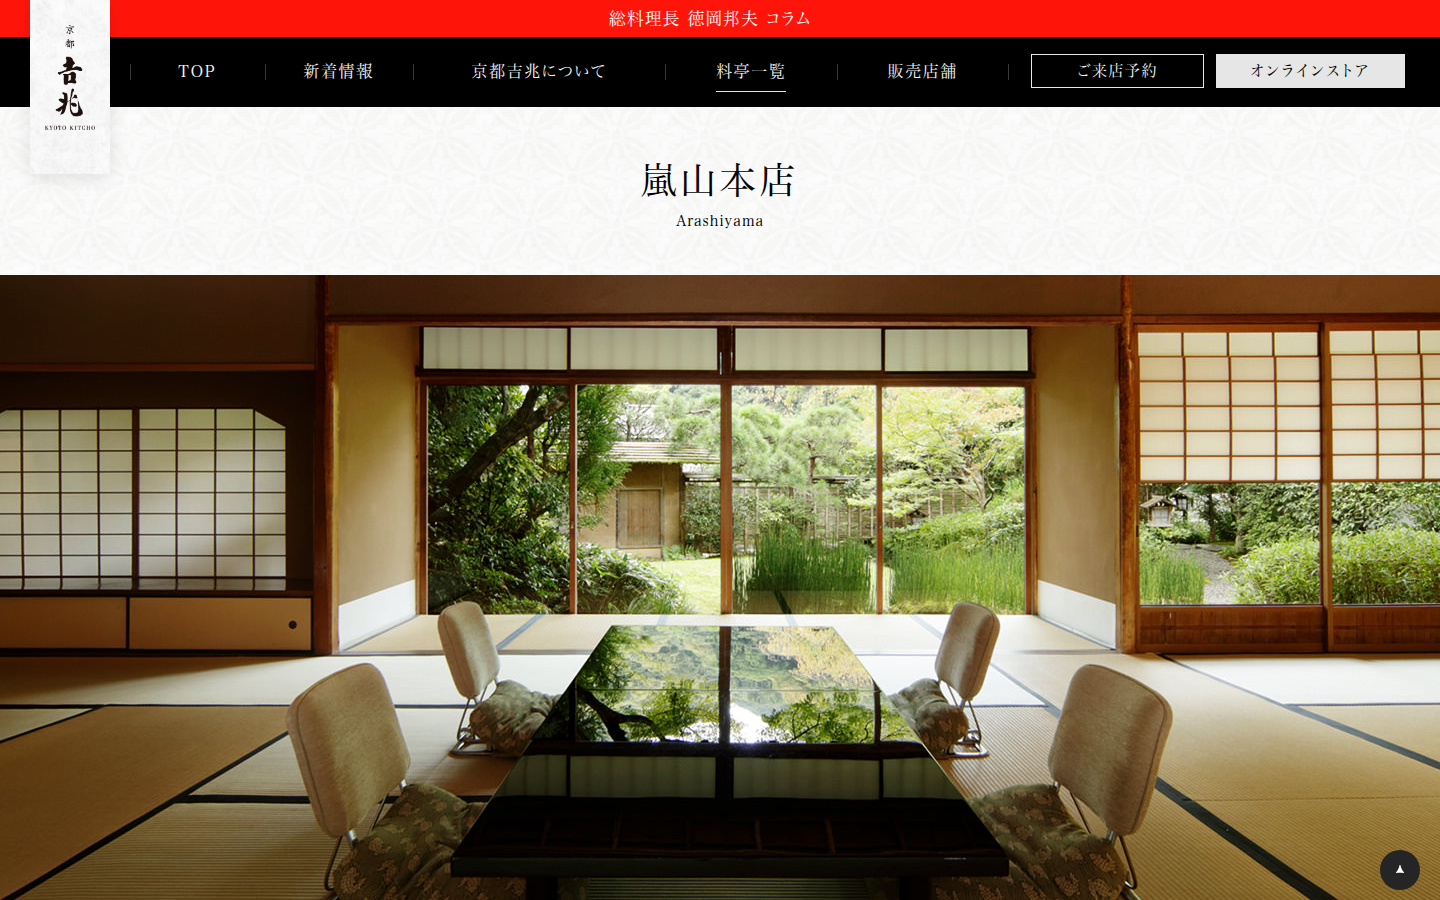 総料理長 徳岡邦夫 コラム
京都
吉兆
KYOTO KITCHO
TOP
新着情報
京都吉兆について
料亭一覧
販売店舗
ご来店予約
オンラインストア
嵐山本店
Arashiyama